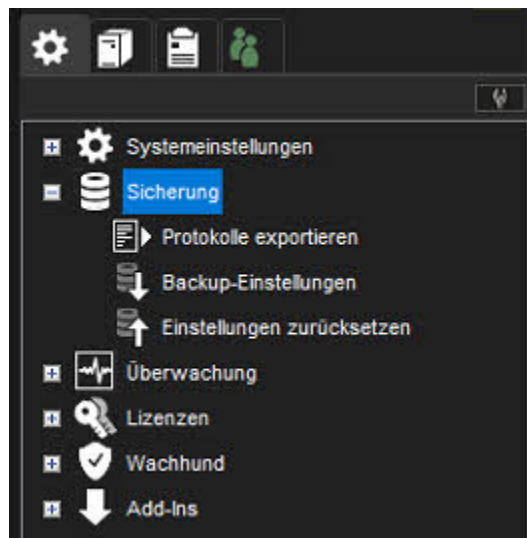 Systemeinstellungen
Sicherung
Protokolle exportieren
Backup-Einstellungen
Einstellungen zurücksetzen
Überwachung
Lizenzen
Wachhund
Add-Ins